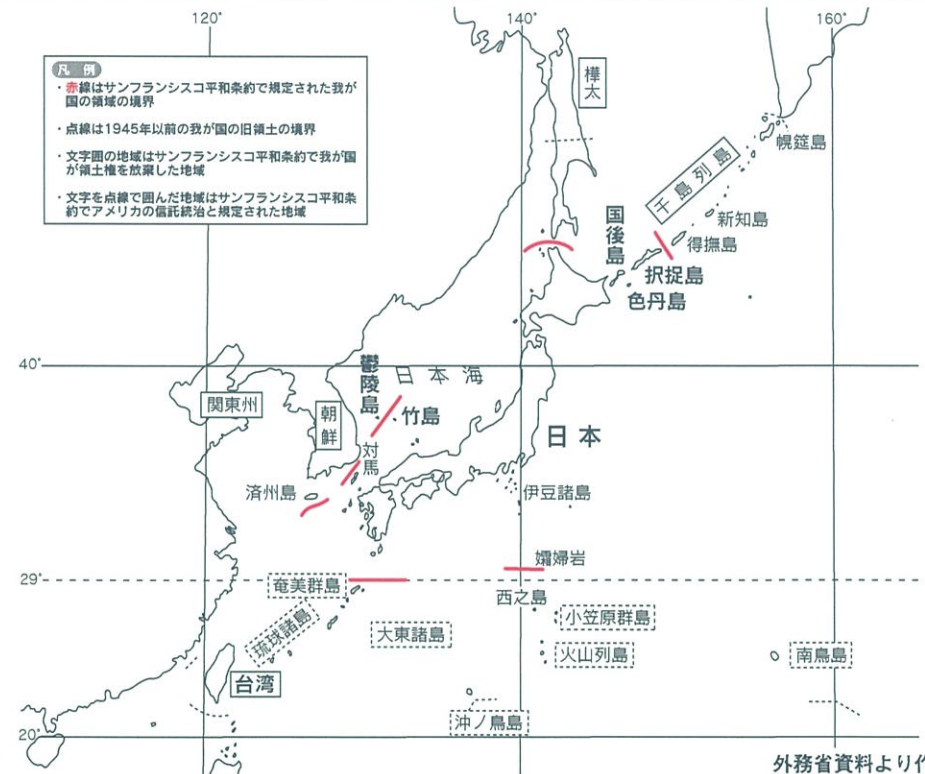 120°
140°
160°
凡例
・赤線はサンフランシスコ平和条約で規定された我が
国の領域の境界
・点線は1945年以前の我が国の旧領土の境界
・文字囲の地域はサンフランシスコ平和条約で我が国
が領土権を放棄した地域
・文字を点線で囲んだ地域はサンフランシスコ平和条
約でアメリカの信託統治と規定された地域
樺太
幌筵島
千島列島
新知島
得撫島
国後島
択捉島
色丹島
40°
鬱陵島
日本海
関東州
朝鮮
竹島
日本
対馬
済州島
伊豆諸島
孀婦岩
29°
奄美群島
西之島
小笠原群島
琉球諸島
大東諸島
火山列島
南鳥島
台湾
沖ノ鳥島
20°
外務省資料より作